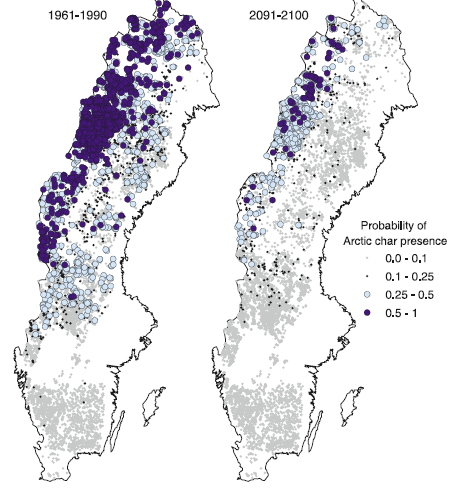 1961-1990
2091-2100
Probability of
Arctic char presence
0.0 - 0.1
0.1 - 0.25
0.25 - 0.5
0.5 - 1